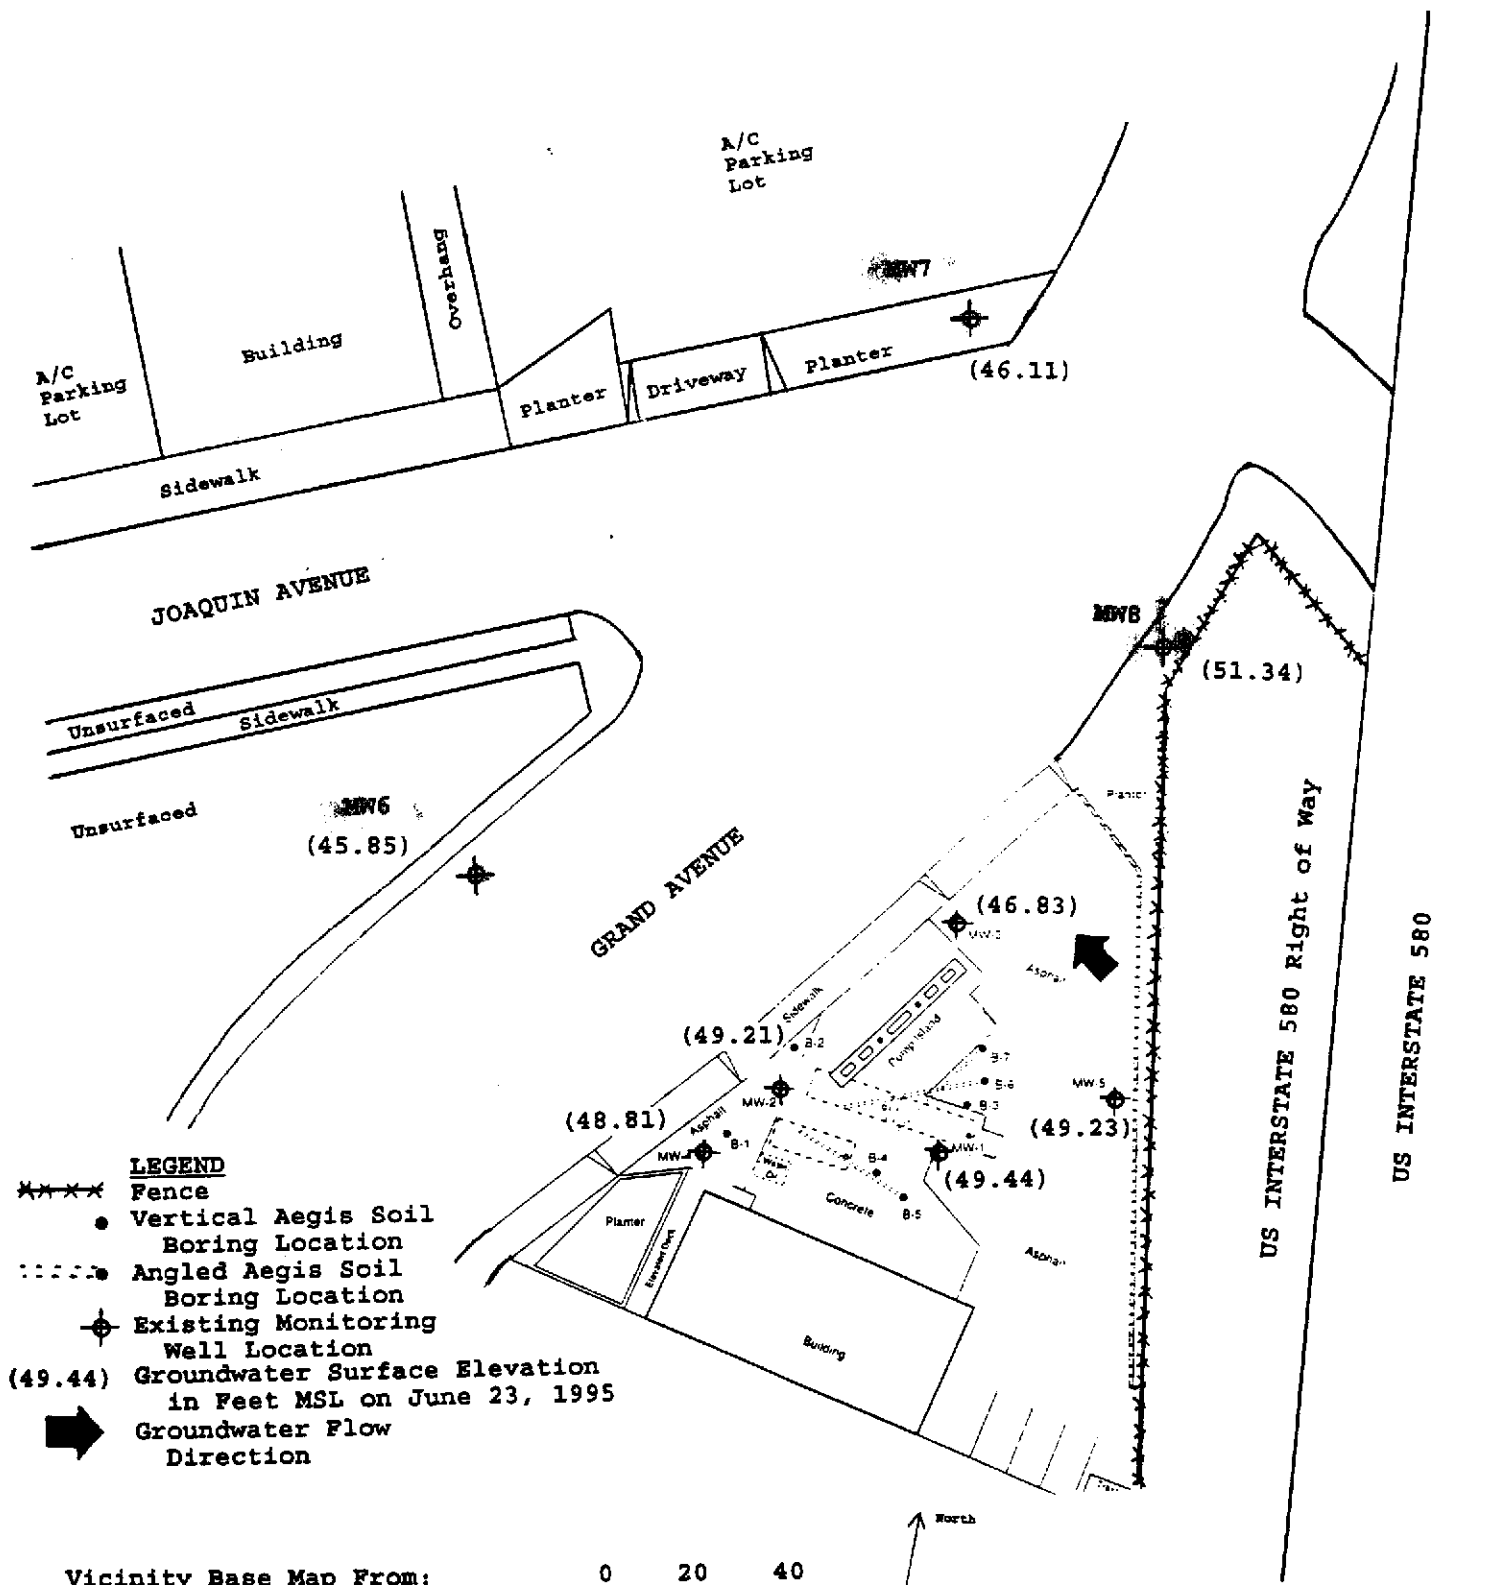 A/C
Parking
Lot
Overhang
MW7
Building
(46.11)
A/C
Parking
Lot
Planter
Driveway
Planter
Sidewalk
JOAQUIN AVENUE
MW8
(51.34)
Unsurfaced
Sidewalk
Unsurfaced
MW6
(45.85)
GRAND AVENUE
Planter
(46.83)
Asphalt
US INTERSTATE 580 Right of Way
US INTERSTATE 580
Sidewalk
(49.21)
B-2
Pump Island
B-7
B-6
B-3
MW-5
(49.23)
MW-2
(48.81)
Asphalt
B-1
MW-1
(49.44)
B-4
B-5
Concrete
Planter
Elevated Deck
Asphalt
Building
LEGEND
Fence
Vertical Aegis Soil
Boring Location
Angled Aegis Soil
Boring Location
Existing Monitoring
Well Location
(49.44) Groundwater Surface Elevation
in Feet MSL on June 23, 1995
Groundwater Flow
Direction
North
Vicinity Base Map From:
0 20 40